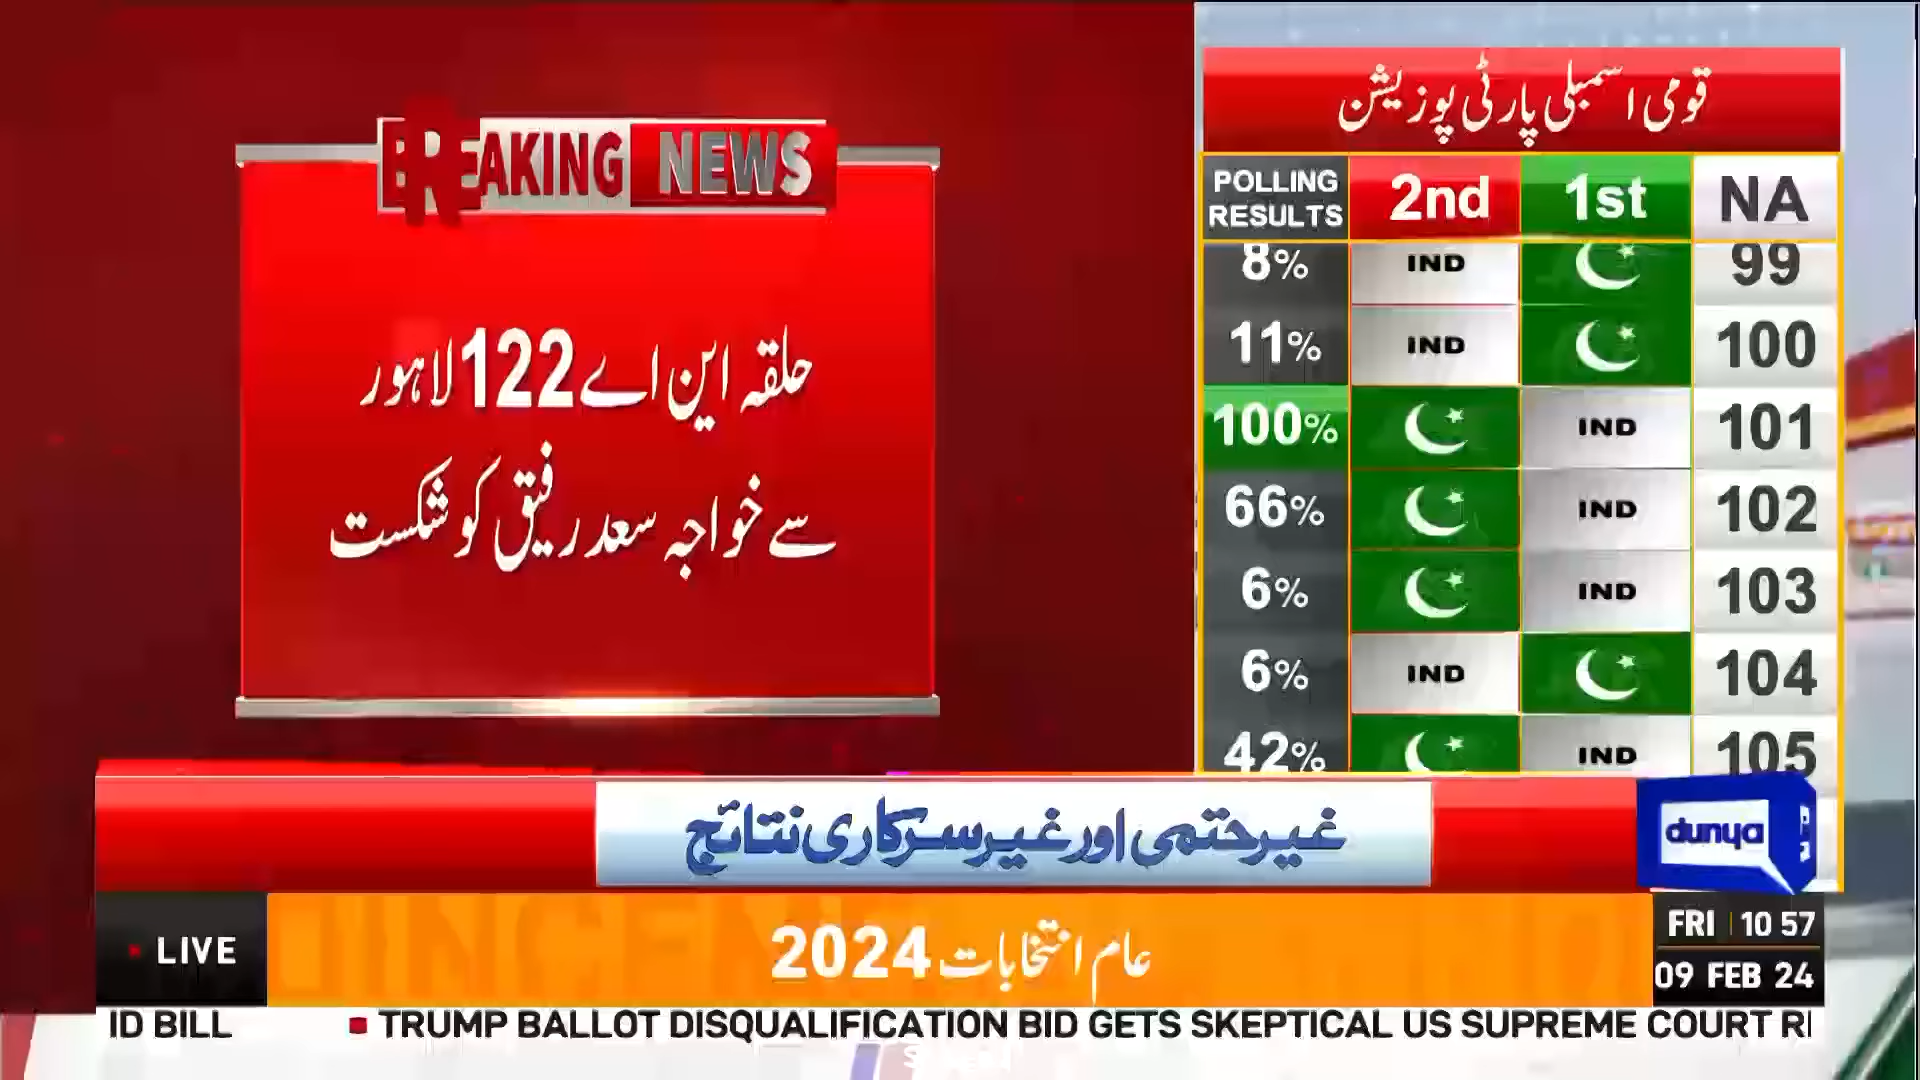 BREAKING NEWS
حلقہ این اے 122 لاہور
سے خواجہ سعد رفیق کو شکست
قومی اسمبلی پارٹی پوزیشن
POLLING RESULTS 2nd 1st NA
8% IND 99
11% IND 100
100% IND 101
66% IND 102
6% IND 103
6% IND 104
42% IND 105
غیر حتمی اور غیر سرکاری نتائج
dunya
LIVE
عام انتخابات 2024
FRI 10 57
09 FEB 24
ID BILL ▪ TRUMP BALLOT DISQUALIFICATION BID GETS SKEPTICAL US SUPREME COURT